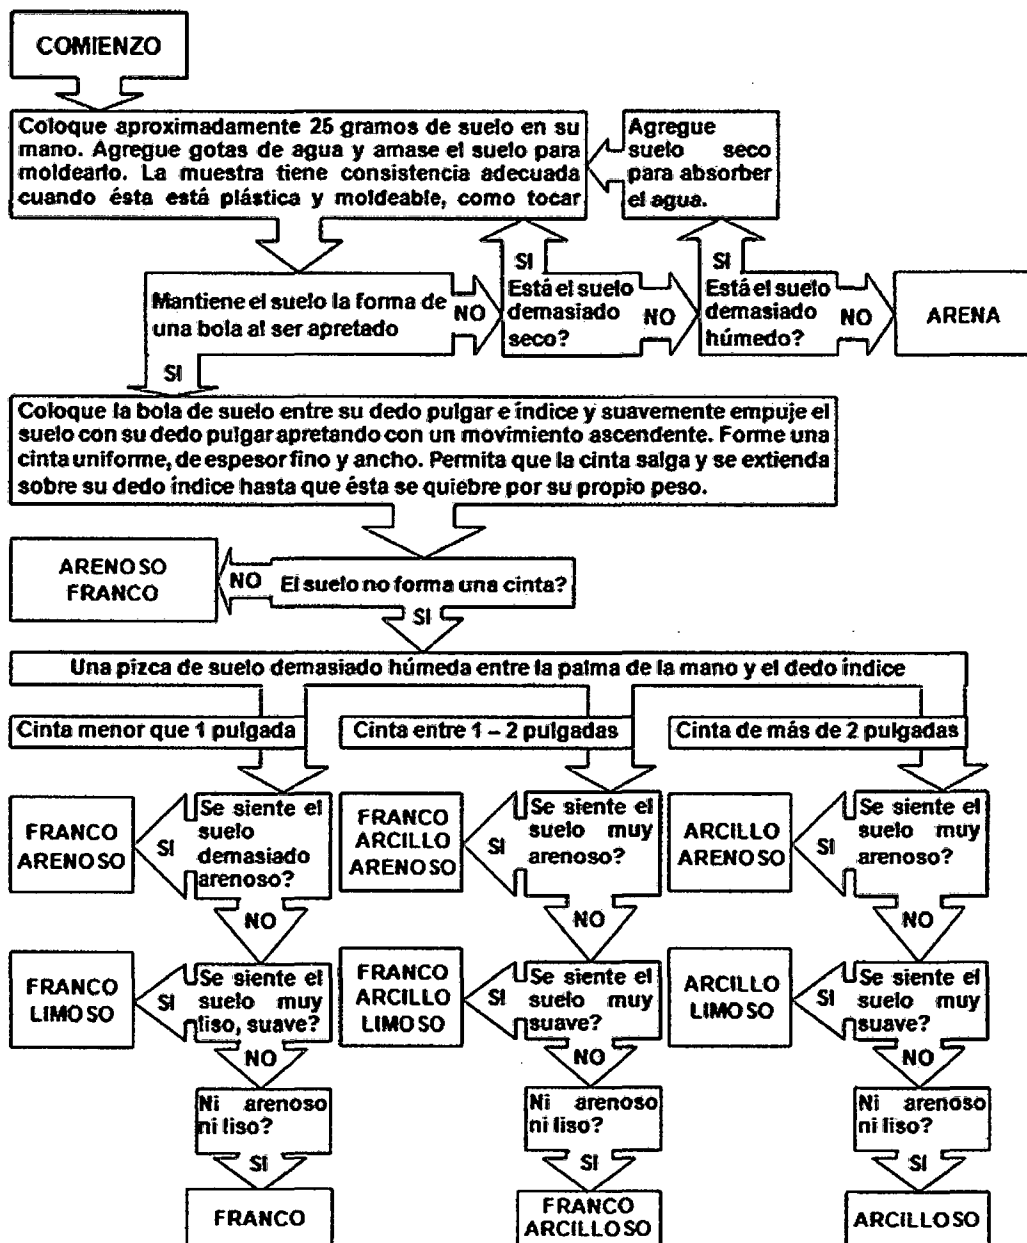 COMIENZO
Coloque aproximadamente 25 gramos de suelo en su
mano. Agregue gotas de agua y amase el suelo para
moldearlo. La muestra tiene consistencia adecuada
cuando ésta está plástica y moldeable, como tocar
Agregue
suelo seco
para absorber
el agua.
SI
SI
Mantiene el suelo la forma de
una bola al ser apretado
NO
Está el suelo
demasiado
seco?
NO
Está el suelo
demasiado
húmedo?
NO
ARENA
SI
Coloque la bola de suelo entre su dedo pulgar e índice y suavemente empuje el
suelo con su dedo pulgar apretando con un movimiento ascendente. Forme una
cinta uniforme, de espesor fino y ancho. Permita que la cinta salga y se extienda
sobre su dedo índice hasta que ésta se quiebre por su propio peso.
ARENOSO
FRANCO
NO
El suelo no forma una cinta?
SI
Una pizca de suelo demasiado húmeda entre la palma de la mano y el dedo índice
Cinta menor que 1 pulgada
Cinta entre 1 – 2 pulgadas
Cinta de más de 2 pulgadas
FRANCO
ARENOSO
SI
Se siente el
suelo
demasiado
arenoso?
FRANCO
ARCILLO
ARENOSO
SI
Se siente el
suelo muy
arenoso?
ARCILLO
ARENOSO
SI
Se siente el
suelo muy
arenoso?
NO
NO
NO
FRANCO
LIMOSO
SI
Se siente el
suelo muy
liso, suave?
FRANCO
ARCILLO
LIMOSO
SI
Se siente el
suelo muy
suave?
ARCILLO
LIMOSO
SI
Se siente el
suelo muy
suave?
NO
NO
NO
Ni arenoso
ni liso?
Ni arenoso
ni liso?
Ni arenoso
ni liso?
SI
SI
SI
FRANCO
FRANCO
ARCILLOSO
ARCILLOSO